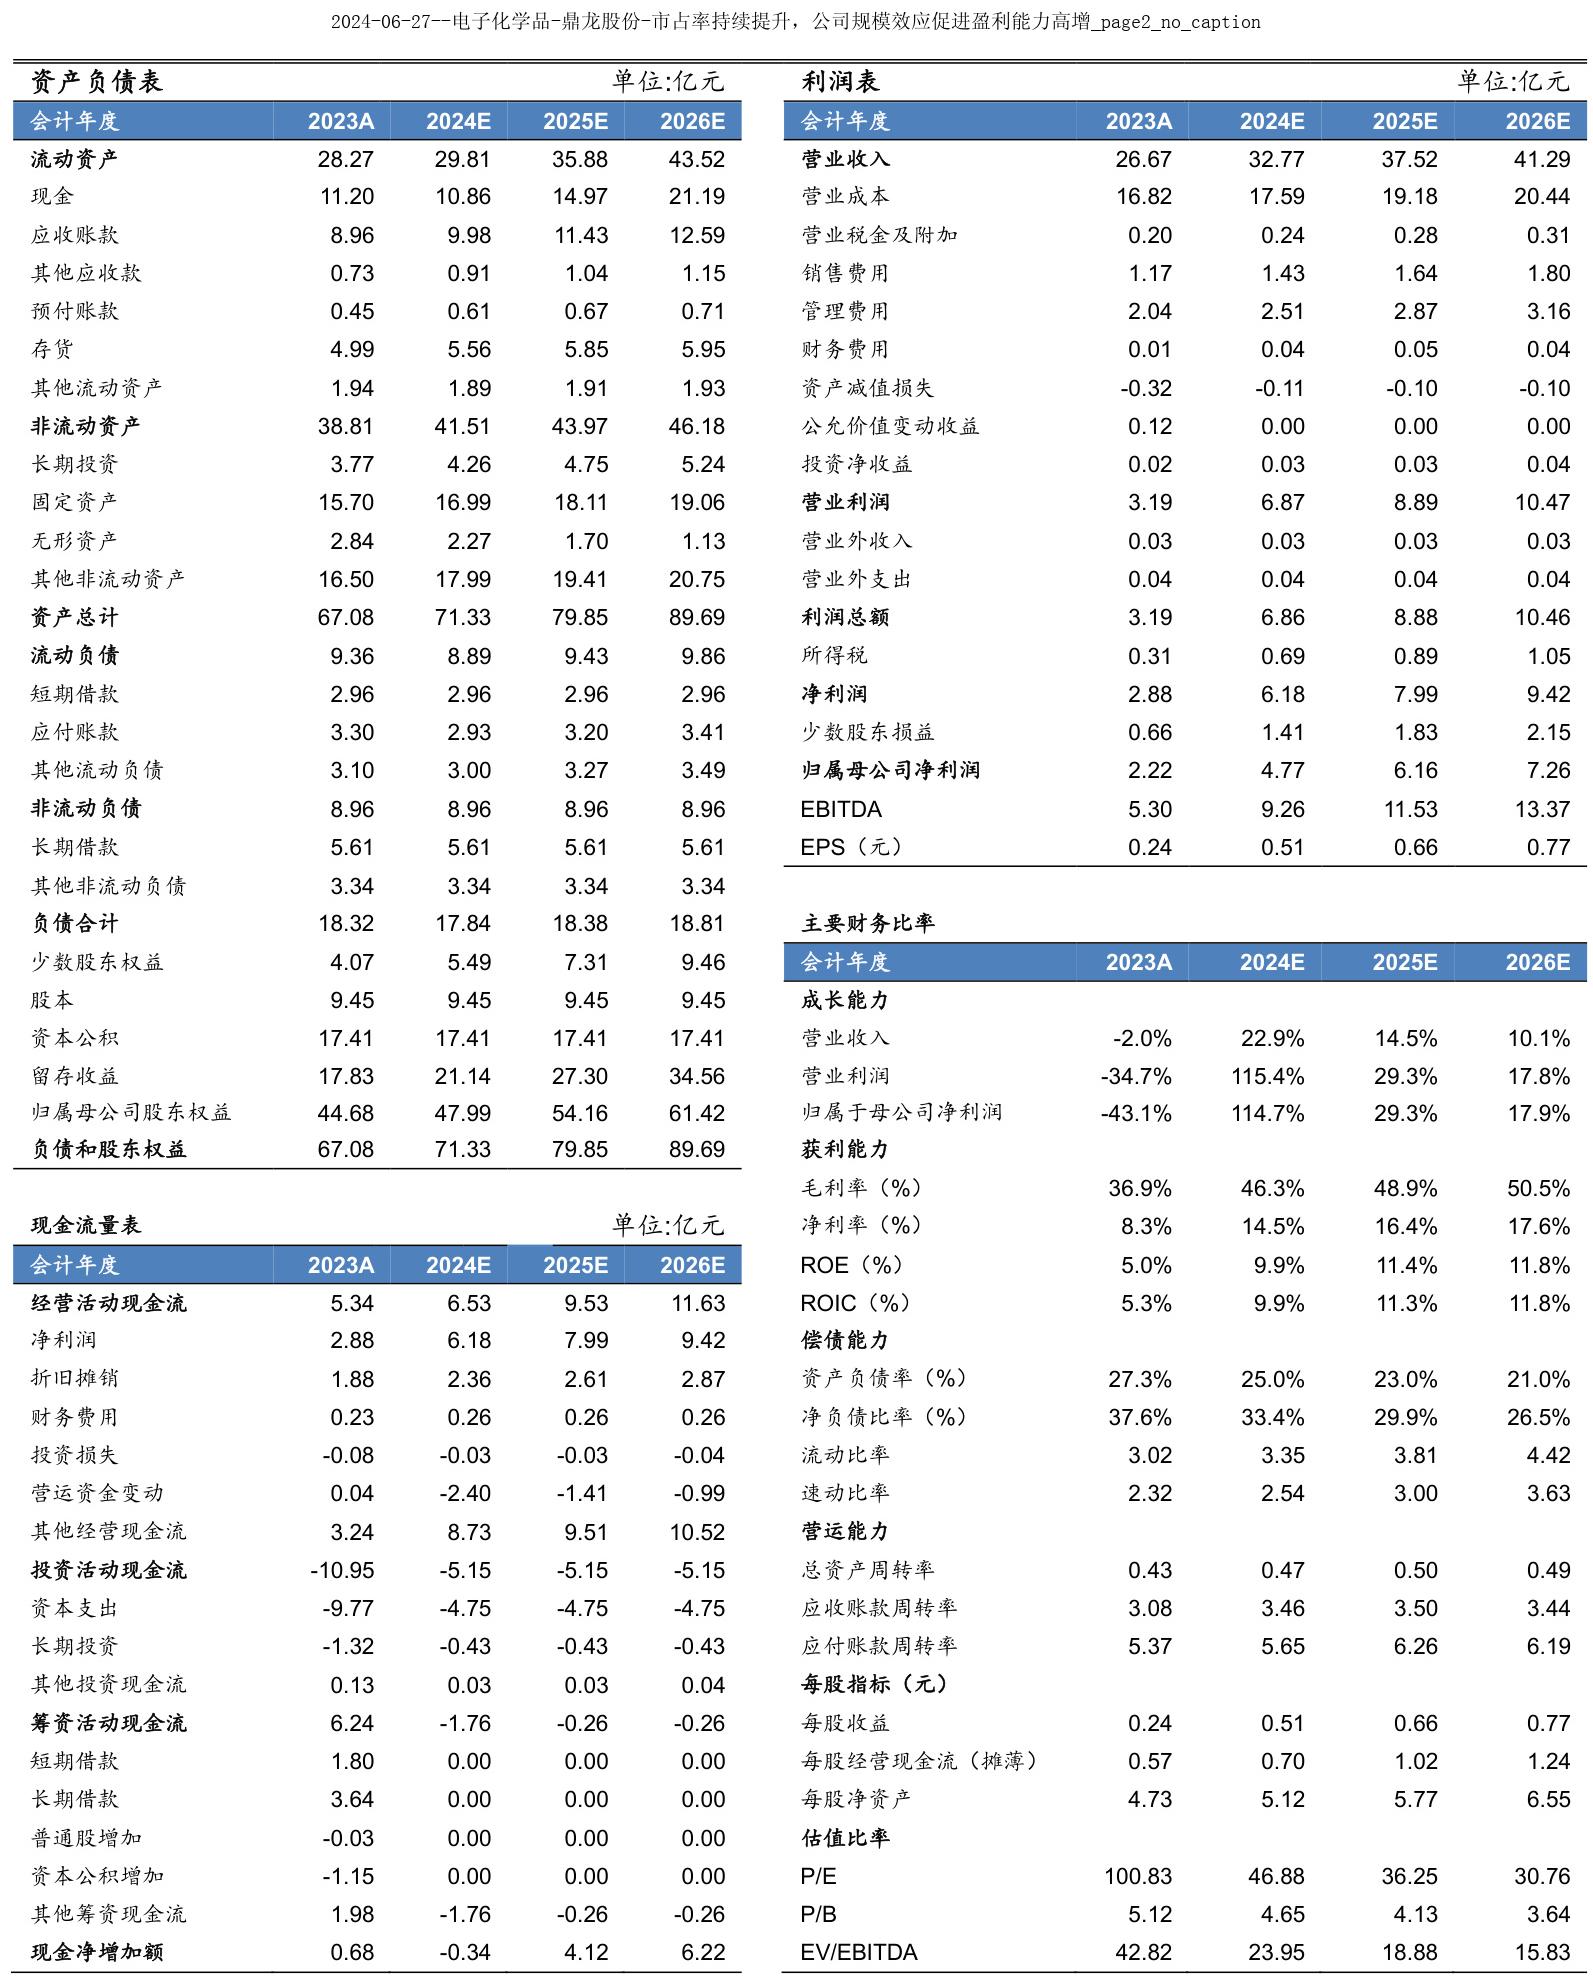 2024-06-27--电子化学品-鼎龙股份-市占率持续提升，公司规模效应促进盈利能力高增_page2_no_caption
资产负债表 单位:亿元
会计年度 2023A 2024E 2025E 2026E
流动资产 28.27 29.81 35.88 43.52
现金 11.20 10.86 14.97 21.19
应收账款 8.96 9.98 11.43 12.59
其他应收款 0.73 0.91 1.04 1.15
预付账款 0.45 0.61 0.67 0.71
存货 4.99 5.56 5.85 5.95
其他流动资产 1.94 1.89 1.91 1.93
非流动资产 38.81 41.51 43.97 46.18
长期投资 3.77 4.26 4.75 5.24
固定资产 15.70 16.99 18.11 19.06
无形资产 2.84 2.27 1.70 1.13
其他非流动资产 16.50 17.99 19.41 20.75
资产总计 67.08 71.33 79.85 89.69
流动负债 9.36 8.89 9.43 9.86
短期借款 2.96 2.96 2.96 2.96
应付账款 3.30 2.93 3.20 3.41
其他流动负债 3.10 3.00 3.27 3.49
非流动负债 8.96 8.96 8.96 8.96
长期借款 5.61 5.61 5.61 5.61
其他非流动负债 3.34 3.34 3.34 3.34
负债合计 18.32 17.84 18.38 18.81
少数股东权益 4.07 5.49 7.31 9.46
股本 9.45 9.45 9.45 9.45
资本公积 17.41 17.41 17.41 17.41
留存收益 17.83 21.14 27.30 34.56
归属母公司股东权益 44.68 47.99 54.16 61.42
负债和股东权益 67.08 71.33 79.85 89.69
现金流量表 单位:亿元
会计年度 2023A 2024E 2025E 2026E
经营活动现金流 5.34 6.53 9.53 11.63
净利润 2.88 6.18 7.99 9.42
折旧摊销 1.88 2.36 2.61 2.87
财务费用 0.23 0.26 0.26 0.26
投资损失 -0.08 -0.03 -0.03 -0.04
营运资金变动 0.04 -2.40 -1.41 -0.99
其他经营现金流 3.24 8.73 9.51 10.52
投资活动现金流 -10.95 -5.15 -5.15 -5.15
资本支出 -9.77 -4.75 -4.75 -4.75
长期投资 -1.32 -0.43 -0.43 -0.43
其他投资现金流 0.13 0.03 0.03 0.04
筹资活动现金流 6.24 -1.76 -0.26 -0.26
短期借款 1.80 0.00 0.00 0.00
长期借款 3.64 0.00 0.00 0.00
普通股增加 -0.03 0.00 0.00 0.00
资本公积增加 -1.15 0.00 0.00 0.00
其他筹资现金流 1.98 -1.76 -0.26 -0.26
现金净增加额 0.68 -0.34 4.12 6.22
利润表 单位:亿元
会计年度 2023A 2024E 2025E 2026E
营业收入 26.67 32.77 37.52 41.29
营业成本 16.82 17.59 19.18 20.44
营业税金及附加 0.20 0.24 0.28 0.31
销售费用 1.17 1.43 1.64 1.80
管理费用 2.04 2.51 2.87 3.16
财务费用 0.01 0.04 0.05 0.04
资产减值损失 -0.32 -0.11 -0.10 -0.10
公允价值变动收益 0.12 0.00 0.00 0.00
投资净收益 0.02 0.03 0.03 0.04
营业利润 3.19 6.87 8.89 10.47
营业外收入 0.03 0.03 0.03 0.03
营业外支出 0.04 0.04 0.04 0.04
利润总额 3.19 6.86 8.88 10.46
所得税 0.31 0.69 0.89 1.05
净利润 2.88 6.18 7.99 9.42
少数股东损益 0.66 1.41 1.83 2.15
归属母公司净利润 2.22 4.77 6.16 7.26
EBITDA 5.30 9.26 11.53 13.37
EPS（元） 0.24 0.51 0.66 0.77
主要财务比率
会计年度 2023A 2024E 2025E 2026E
成长能力
营业收入 -2.0% 22.9% 14.5% 10.1%
营业利润 -34.7% 115.4% 29.3% 17.8%
归属于母公司净利润 -43.1% 114.7% 29.3% 17.9%
获利能力
毛利率（%） 36.9% 46.3% 48.9% 50.5%
净利率（%） 8.3% 14.5% 16.4% 17.6%
ROE（%） 5.0% 9.9% 11.4% 11.8%
ROIC（%） 5.3% 9.9% 11.3% 11.8%
偿债能力
资产负债率（%） 27.3% 25.0% 23.0% 21.0%
净负债比率（%） 37.6% 33.4% 29.9% 26.5%
流动比率 3.02 3.35 3.81 4.42
速动比率 2.32 2.54 3.00 3.63
营运能力
总资产周转率 0.43 0.47 0.50 0.49
应收账款周转率 3.08 3.46 3.50 3.44
应付账款周转率 5.37 5.65 6.26 6.19
每股指标（元）
每股收益 0.24 0.51 0.66 0.77
每股经营现金流（摊薄） 0.57 0.70 1.02 1.24
每股净资产 4.73 5.12 5.77 6.55
估值比率
P/E 100.83 46.88 36.25 30.76
P/B 5.12 4.65 4.13 3.64
EV/EBITDA 42.82 23.95 18.88 15.83